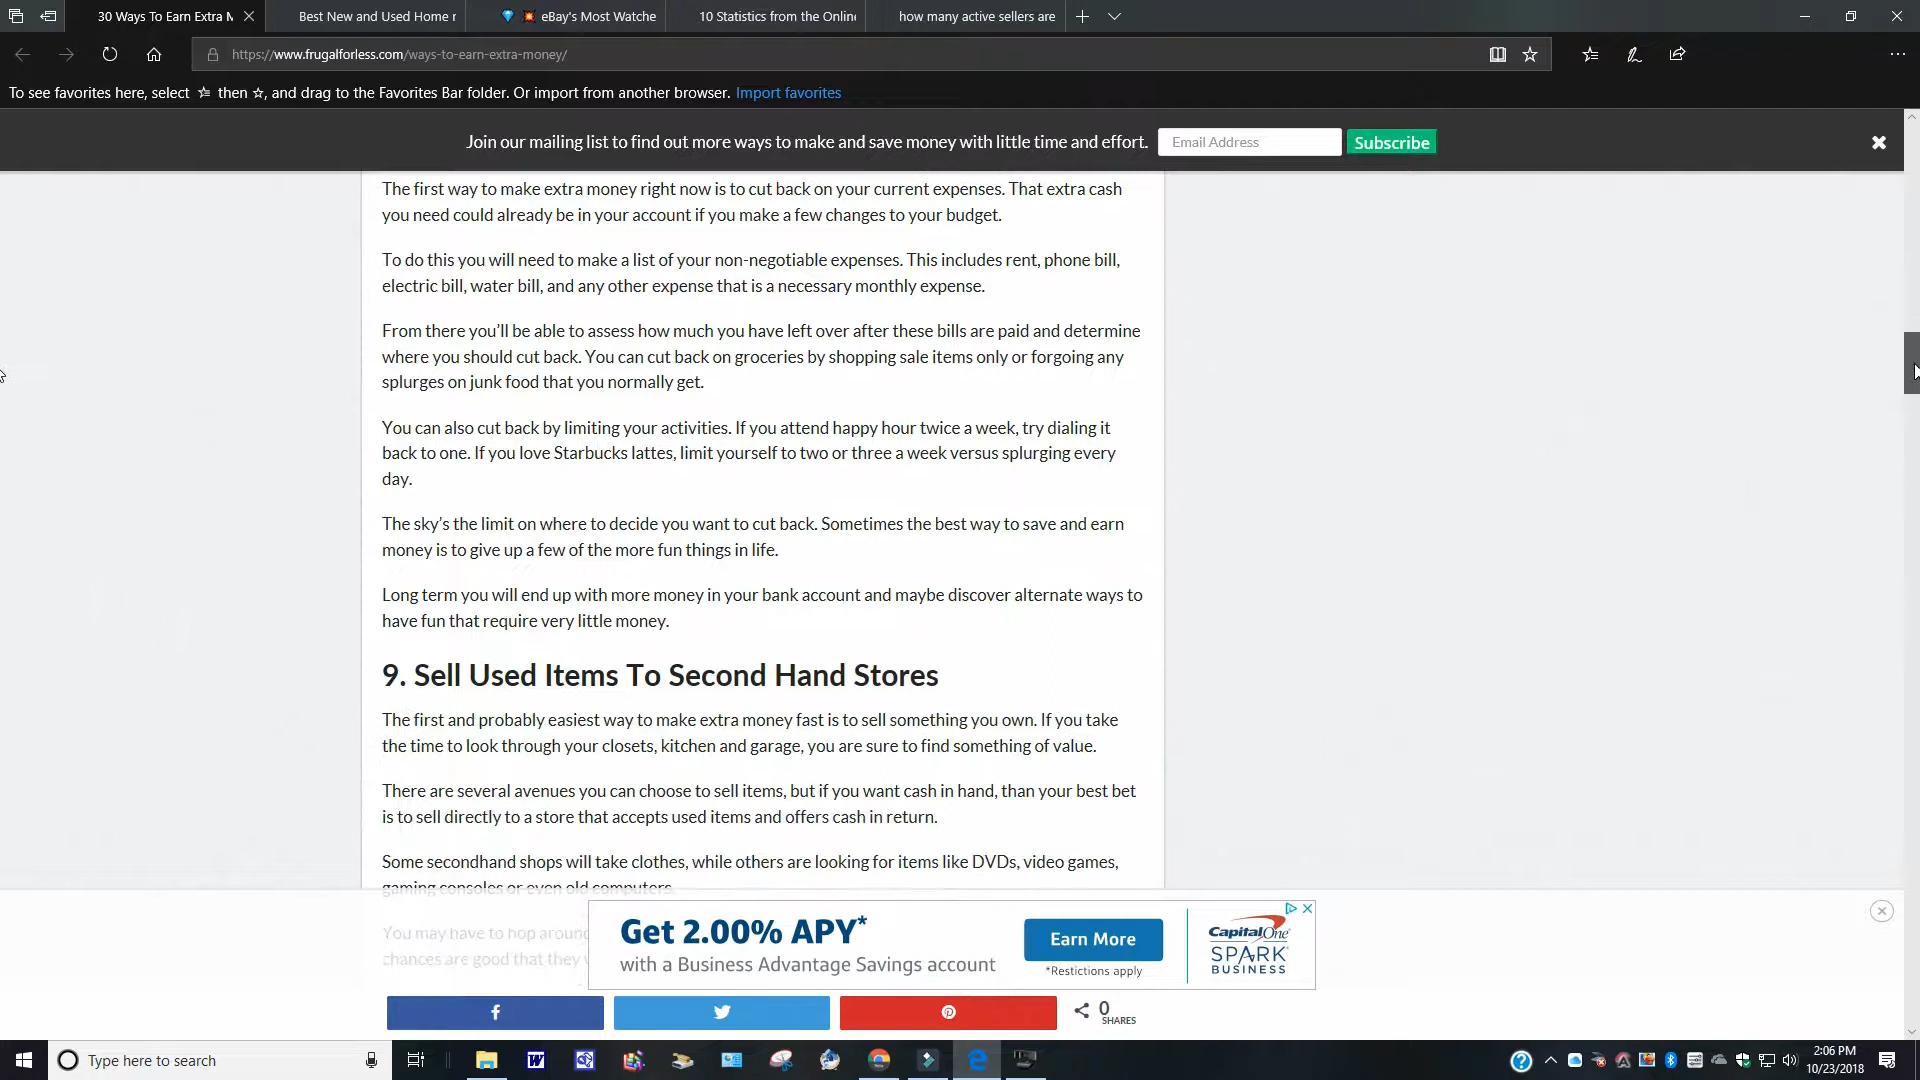 30 Ways To Earn Extra M
Best New and Used Home r
eBay's Most Watche
10 Statistics from the Onlin
how many active sellers are
https://www.frugalforless.com/ways-to-earn-extra-money/
To see favorites here, select then , and drag to the Favorites Bar folder. Or import from another browser. Import favorites
Join our mailing list to find out more ways to make and save money with little time and effort. Email Address Subscribe
The first way to make extra money right now is to cut back on your current expenses. That extra cash
you need could already be in your account if you make a few changes to your budget.
To do this you will need to make a list of your non-negotiable expenses. This includes rent, phone bill,
electric bill, water bill, and any other expense that is a necessary monthly expense.
From there you'll be able to assess how much you have left over after these bills are paid and determine
where you should cut back. You can cut back on groceries by shopping sale items only or forgoing any
splurges on junk food that you normally get.
You can also cut back by limiting your activities. If you attend happy hour twice a week, try dialing it
back to one. If you love Starbucks lattes, limit yourself to two or three a week versus splurging every
day.
The sky's the limit on where to decide you want to cut back. Sometimes the best way to save and earn
money is to give up a few of the more fun things in life.
Long term you will end up with more money in your bank account and maybe discover alternate ways to
have fun that require very little money.
9. Sell Used Items To Second Hand Stores
The first and probably easiest way to make extra money fast is to sell something you own. If you take
the time to look through your closets, kitchen and garage, you are sure to find something of value.
There are several avenues you can choose to sell items, but if you want cash in hand, than your best bet
is to sell directly to a store that accepts used items and offers cash in return.
Some secondhand shops will take clothes, while others are looking for items like DVDs, video games,
gaming consoles or even old computers.
You may have to hop around
chances are good that they
Get 2.00% APY*
with a Business Advantage Savings account
Earn More
*Restictions apply
Capital One
SPARK
BUSINESS
0
SHARES
Type here to search
2:06 PM
10/23/2018